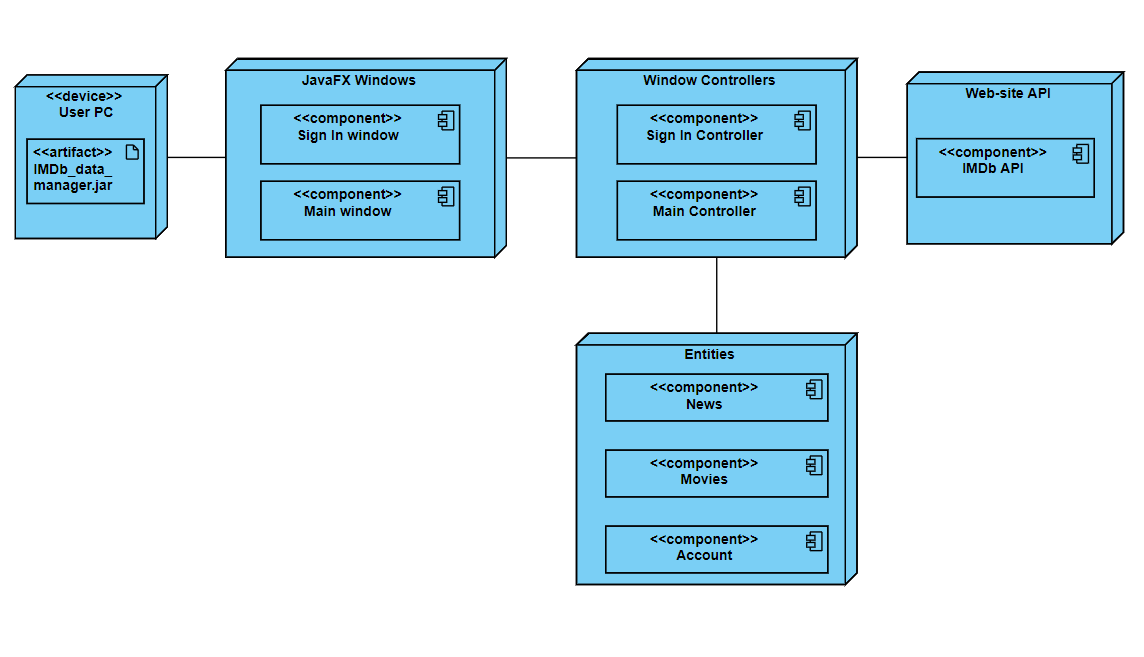 <<device>>
User PC
<<artifact>>
IMDb_data_
manager.jar
JavaFX Windows
<<component>>
Sign In window
<<component>>
Main window
Window Controllers
<<component>>
Sign In Controller
<<component>>
Main Controller
Web-site API
<<component>>
IMDb API
Entities
<<component>>
News
<<component>>
Movies
<<component>>
Account